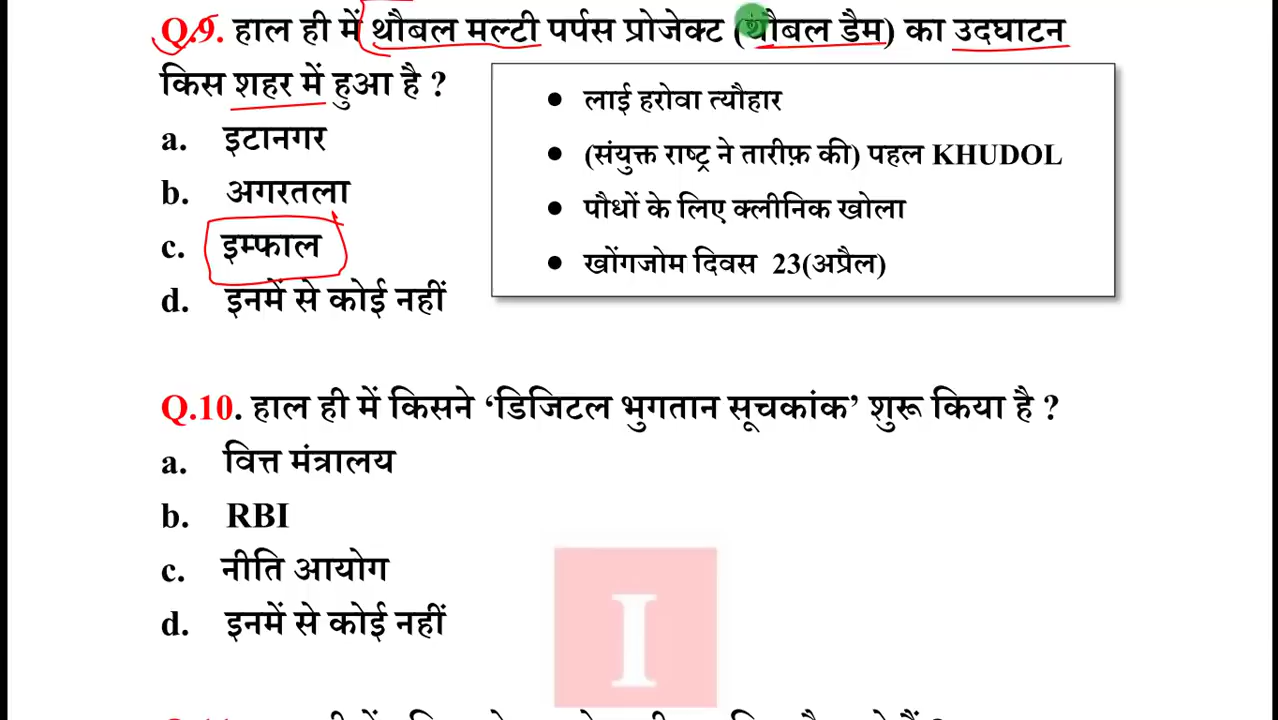 Q.9. हाल ही में थौबल मल्टी पर्पस प्रोजेक्ट (थौबल डैम) का उदघाटन
किस शहर में हुआ है ?
a. इटानगर
b. अगरतला
c. इम्फाल
d. इनमें से कोई नहीं
• लाई हरोवा त्यौहार
• (संयुक्त राष्ट्र ने तारीफ़ की) पहल KHUDOL
• पौधों के लिए क्लीनिक खोला
• खोंगजोम दिवस 23(अप्रैल)
Q.10. हाल ही में किसने ‘डिजिटल भुगतान सूचकांक’ शुरू किया है ?
a. वित्त मंत्रालय
b. RBI
c. नीति आयोग
d. इनमें से कोई नहीं
I